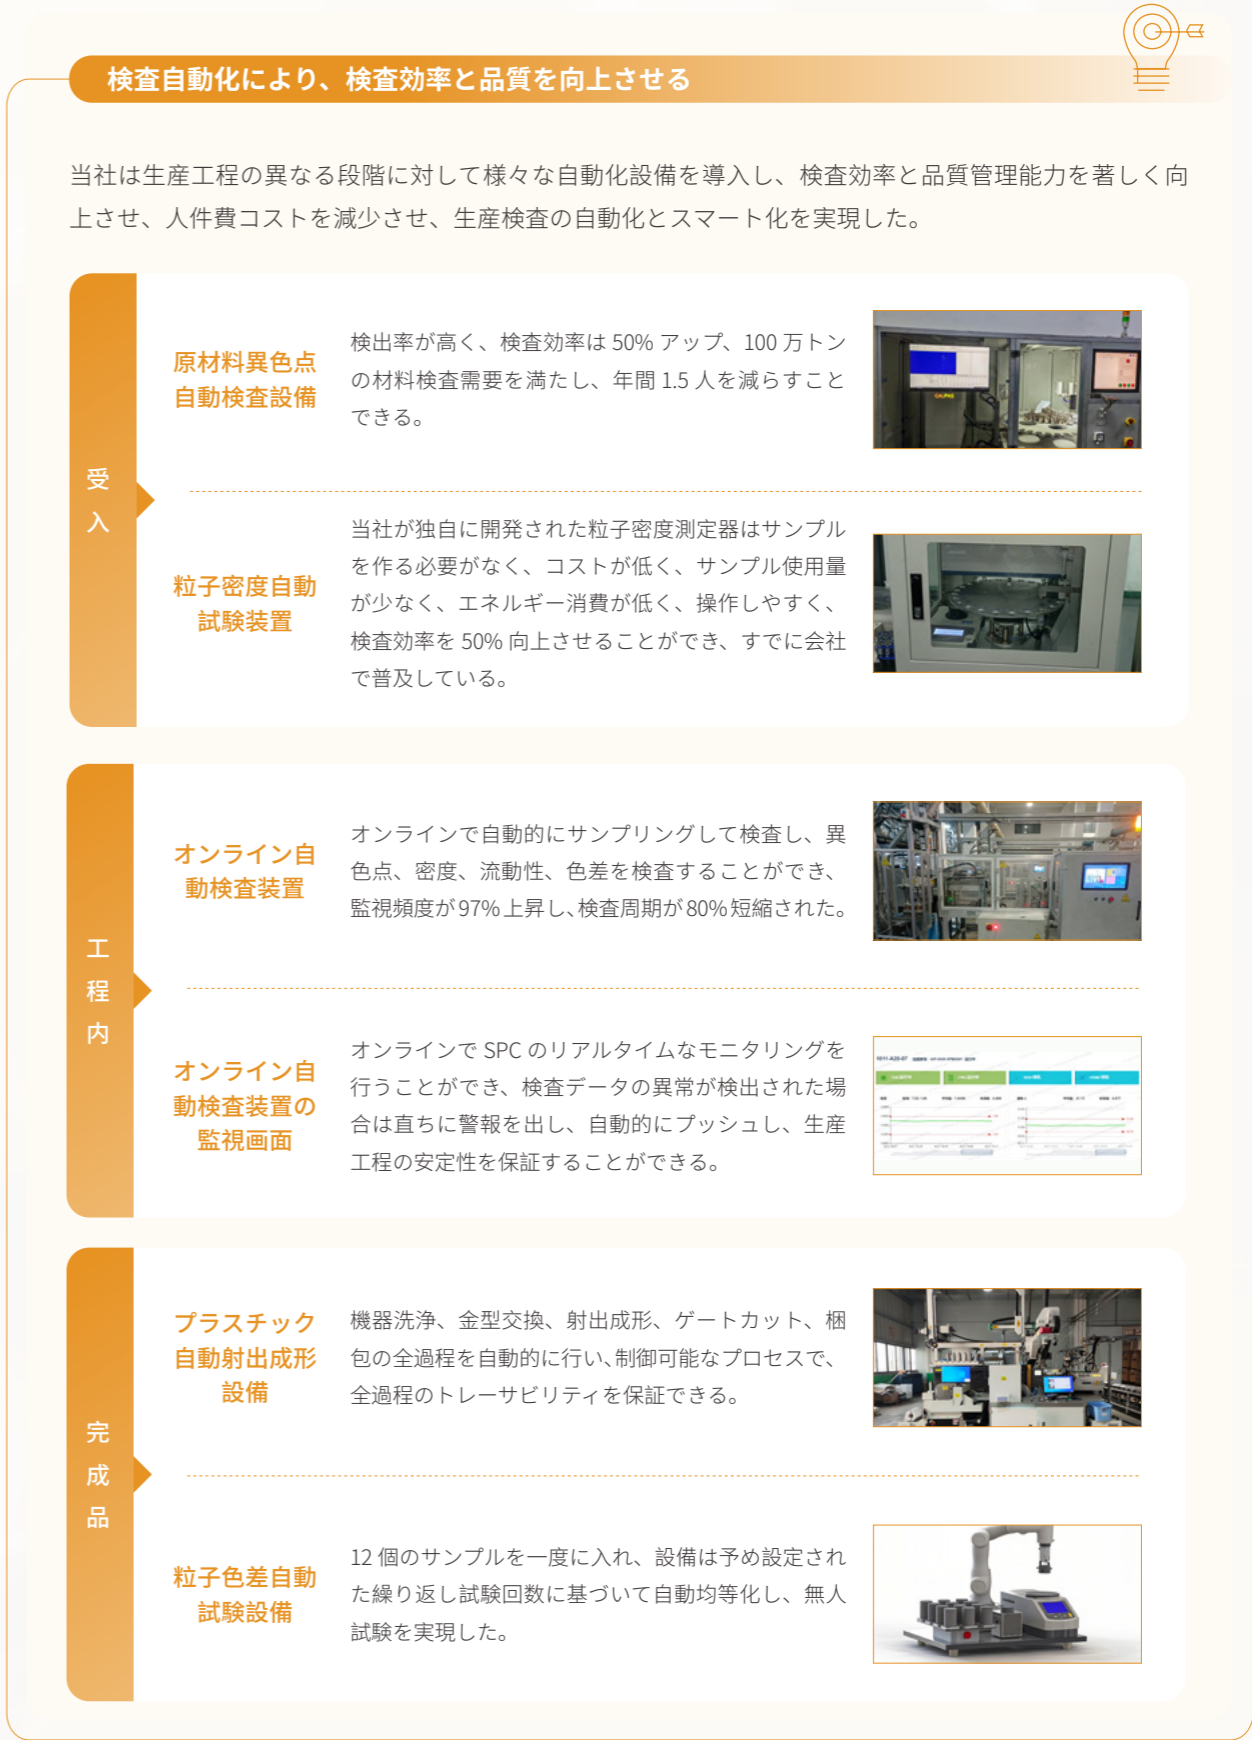 検査自動化により、検査効率と品質を向上させる
当社は生産工程の異なる段階に対して様々な自動化設備を導入し、検査効率と品質管理能力を著しく向
上させ、人件費コストを減少させ、生産検査の自動化とスマート化を実現した。
受入
原材料異色点
自動検査設備
検出率が高く、検査効率は 50% アップ、100 万トン
の材料検査需要を満たし、年間 1.5 人を減らすこと
できる。
粒子密度自動
試験装置
当社が独自に開発された粒子密度測定器はサンプル
を作る必要がなく、コストが低く、サンプル使用量
が少なく、エネルギー消費が低く、操作しやすく、
検査効率を 50% 向上させることができ、すでに会社
で普及している。
工程内
オンライン自
動検査装置
オンラインで自動的にサンプリングして検査し、異
色点、密度、流動性、色差を検査することができ、
監視頻度が97%上昇し、検査周期が80%短縮された。
オンライン自
動検査装置の
監視画面
オンラインで SPC のリアルタイムなモニタリングを
行うことができ、検査データの異常が検出された場
合は直ちに警報を出し、自動的にプッシュし、生産
工程の安定性を保証することができる。
完成品
プラスチック
自動射出成形
設備
機器洗浄、金型交換、射出成形、ゲートカット、梱
包の全過程を自動的に行い、制御可能なプロセスで、
全過程のトレーサビリティを保証できる。
粒子色差自動
試験設備
12 個のサンプルを一度に入れ、設備は予め設定され
た繰り返し試験回数に基づいて自動均等化し、無人
試験を実現した。